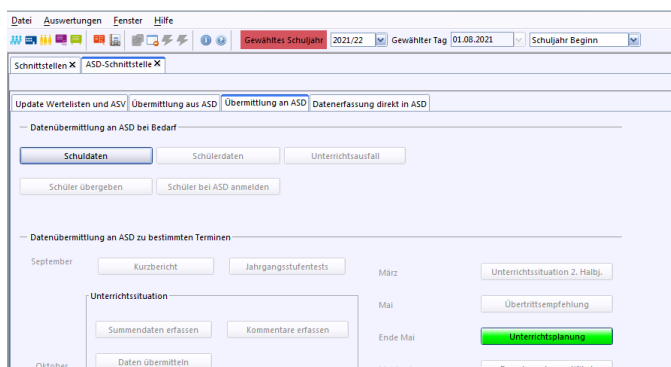 Datei Auswertungen Fenster Hilfe
Gewähltes Schuljahr 2021/22 Gewählter Tag 01.08.2021 Schuljahr Beginn
Schnittstellen X ASD-Schnittstelle X
Update Wertelisten und ASV Übermittlung aus ASD Übermittlung an ASD Datenerfassung direkt in ASD
Datenübermittlung an ASD bei Bedarf
Schuldaten Schülerdaten Unterrichtsausfall
Schüler übergeben Schüler bei ASD anmelden
Datenübermittlung an ASD zu bestimmten Terminen
September Kurzbericht Jahrgangsstufentests
März Unterrichtssituation 2. Halbj.
Unterrichtssituation
Mai Übertrittsempfehlung
Summendaten erfassen Kommentare erfassen
Ende Mai Unterrichtsplanung
Oktober Daten übermitteln